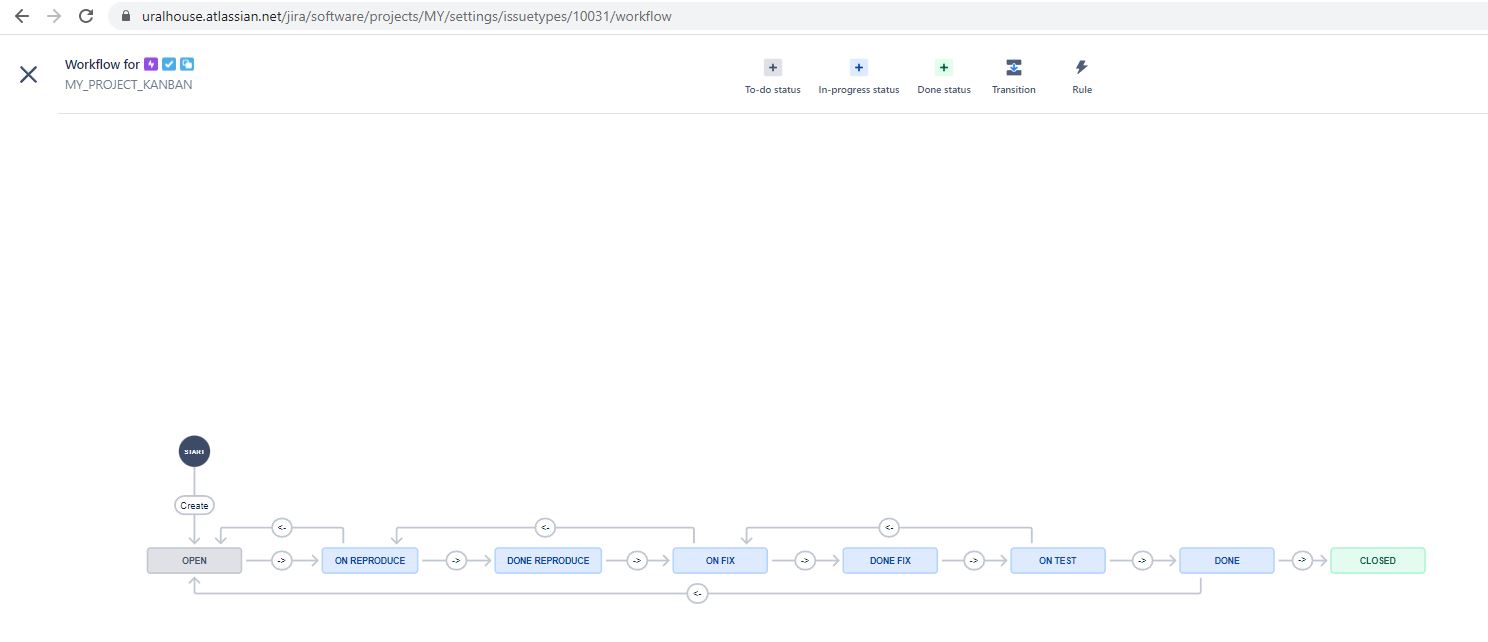 uralhouse.atlassian.net/jira/software/projects/MY/settings/issuetypes/10031/workflow
Workflow for
MY_PROJECT_KANBAN
To-do status
In-progress status
Done status
Transition
Rule
START
Create
<-
<-
<-
OPEN
->
ON REPRODUCE
->
DONE REPRODUCE
->
ON FIX
->
DONE FIX
->
ON TEST
->
DONE
->
CLOSED
<-